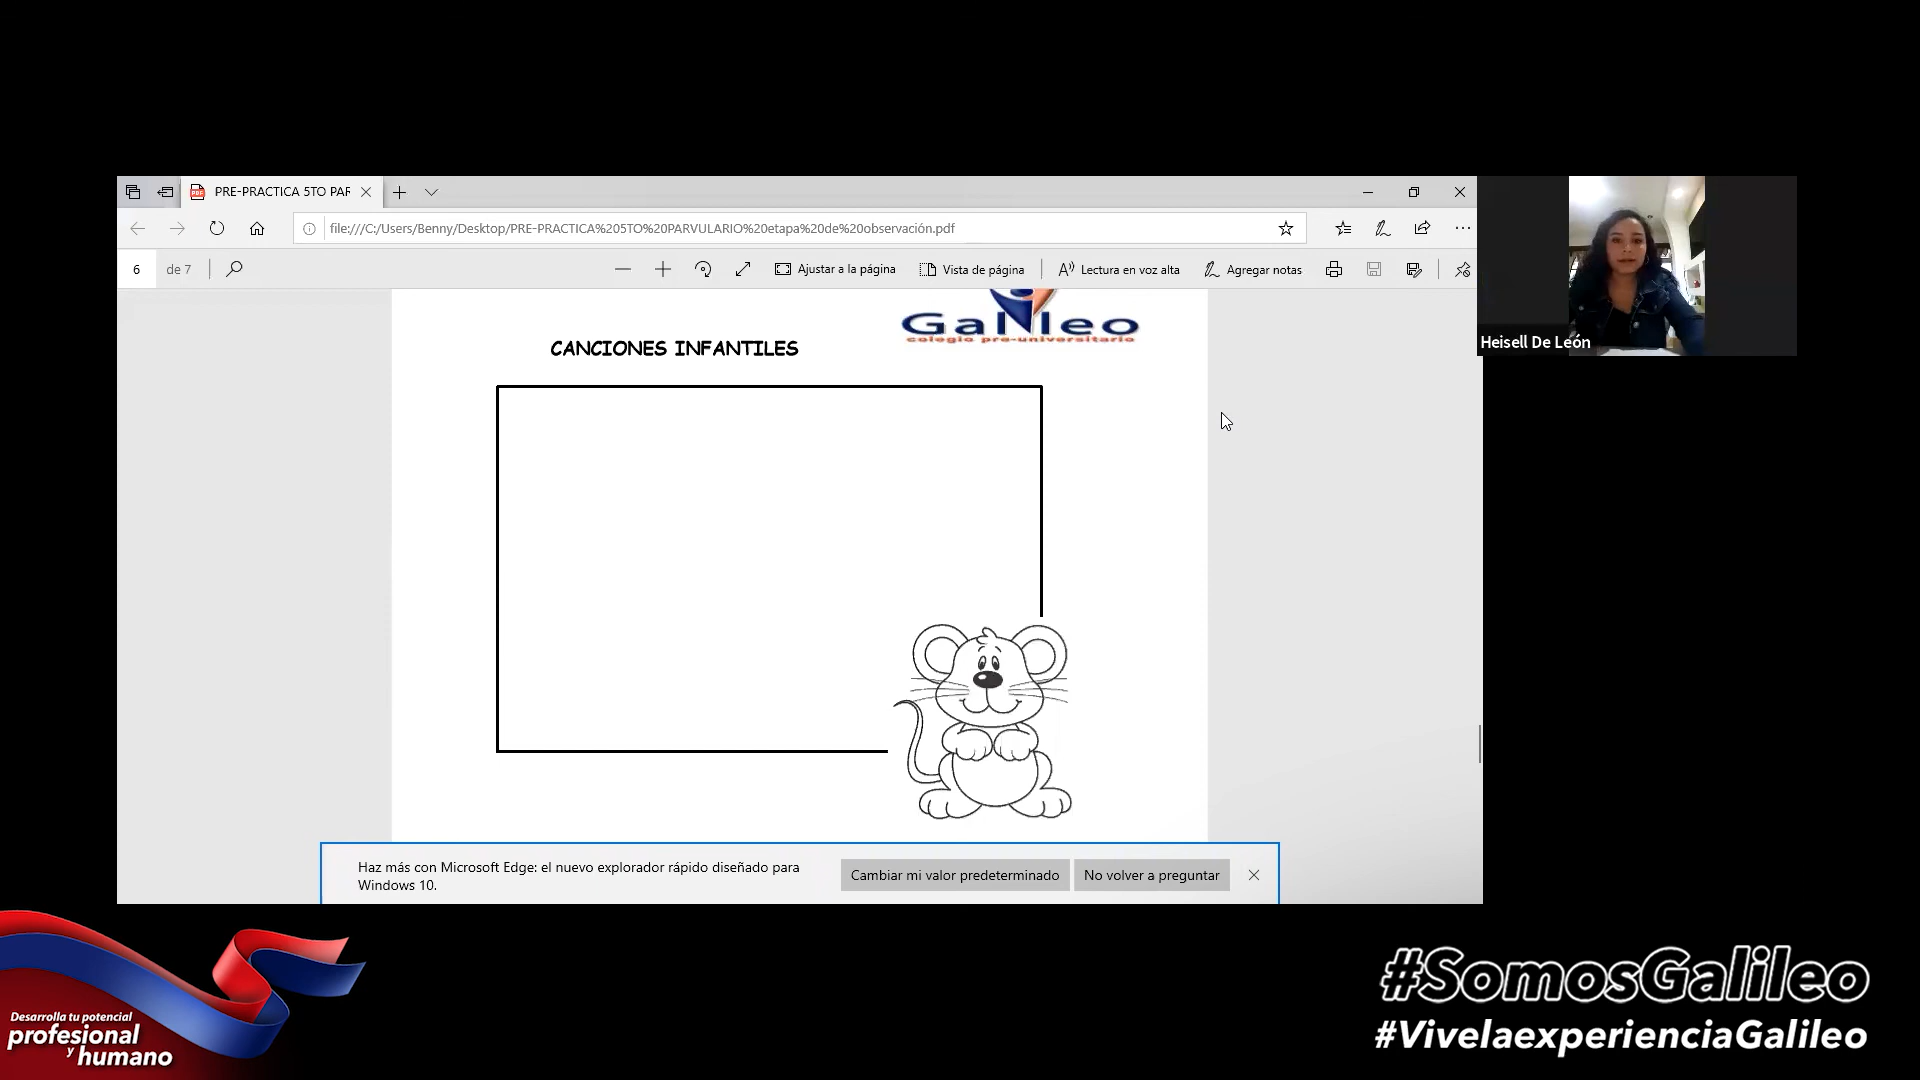 PRE-PRACTICA 5TO PAR
file:///C:/Users/Benny/Desktop/PRE-PRACTICA%205TO%20PARVULARIO%20etapa%20de%20observación.pdf
6 de 7
Ajustar a la página
Vista de página
Lectura en voz alta
Agregar notas
Galileo
colegio pre-universitario
CANCIONES INFANTILES
Heisell De León
Haz más con Microsoft Edge: el nuevo explorador rápido diseñado para
Windows 10.
Cambiar mi valor predeterminado
No volver a preguntar
Desarrolla tu potencial
profesional
y humano
#SomosGalileo
#VivelaexperienciaGalileo